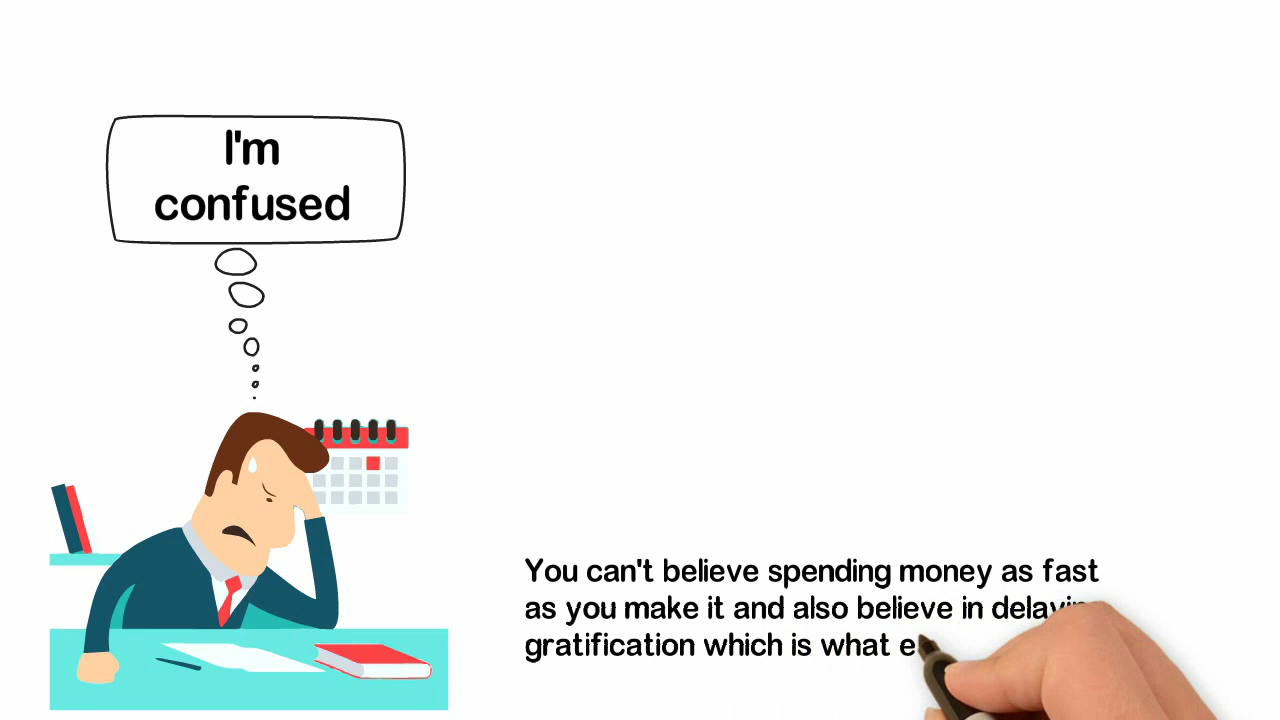 I'm
confused
You can't believe spending money as fast
as you make it and also believe in
gratification which is what